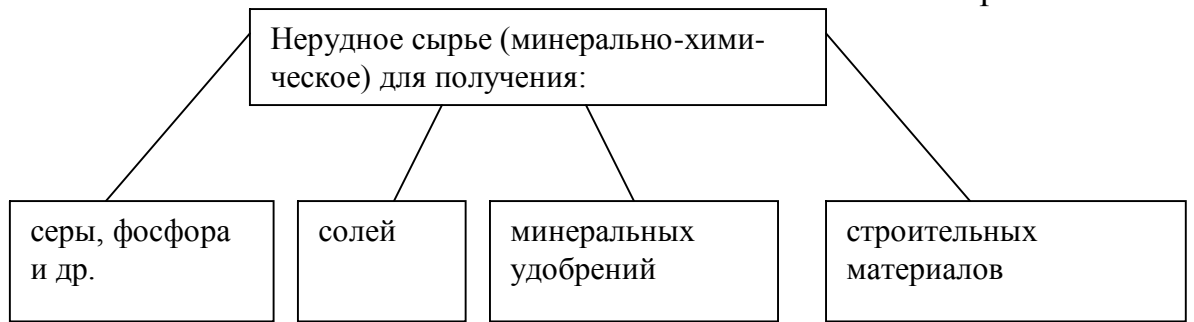 Нерудное сырье (минерально-хими-
ческое) для получения:
серы, фосфора
и др.
солей
минеральных
удобрений
строительных
материалов